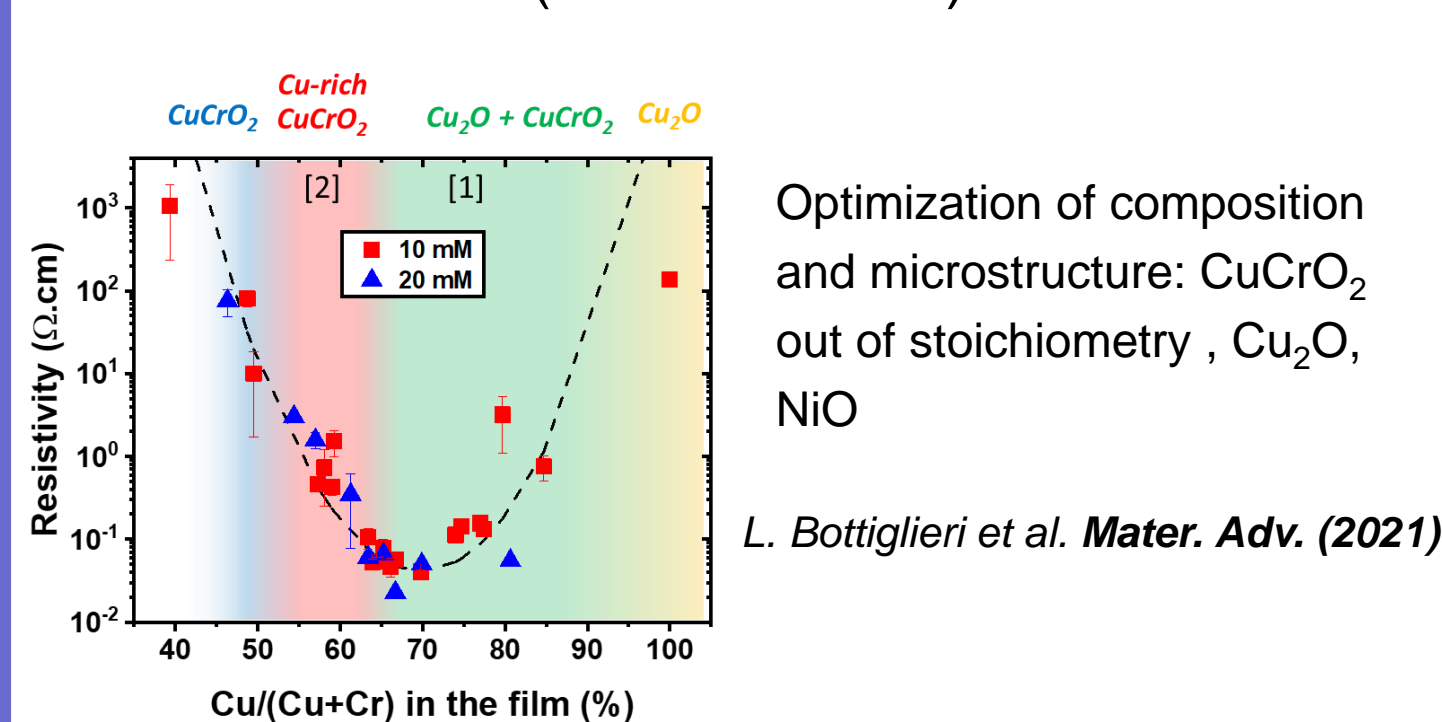 Cu-rich
CuCrO₂ CuCrO₂ Cu₂O + CuCrO₂ Cu₂O
[2] [1]
10 mM
20 mM
10³
10²
10¹
10⁰
10⁻¹
10⁻²
Resistivity (Ω.cm)
40 50 60 70 80 90 100
Cu/(Cu+Cr) in the film (%)
Optimization of composition
and microstructure: CuCrO₂
out of stoichiometry , Cu₂O,
NiO
L. Bottiglieri et al. Mater. Adv. (2021)